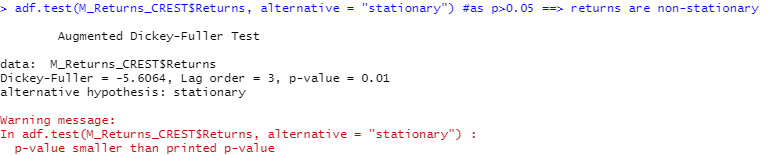 > adf.test(M_Returns_CREST$Returns, alternative = "stationary") #as p>0.05 ==> returns are non-stationary
Augmented Dickey-Fuller Test
data:  M_Returns_CREST$Returns
Dickey-Fuller = -5.6064, Lag order = 3, p-value = 0.01
alternative hypothesis: stationary
Warning message:
In adf.test(M_Returns_CREST$Returns, alternative = "stationary") :
  p-value smaller than printed p-value